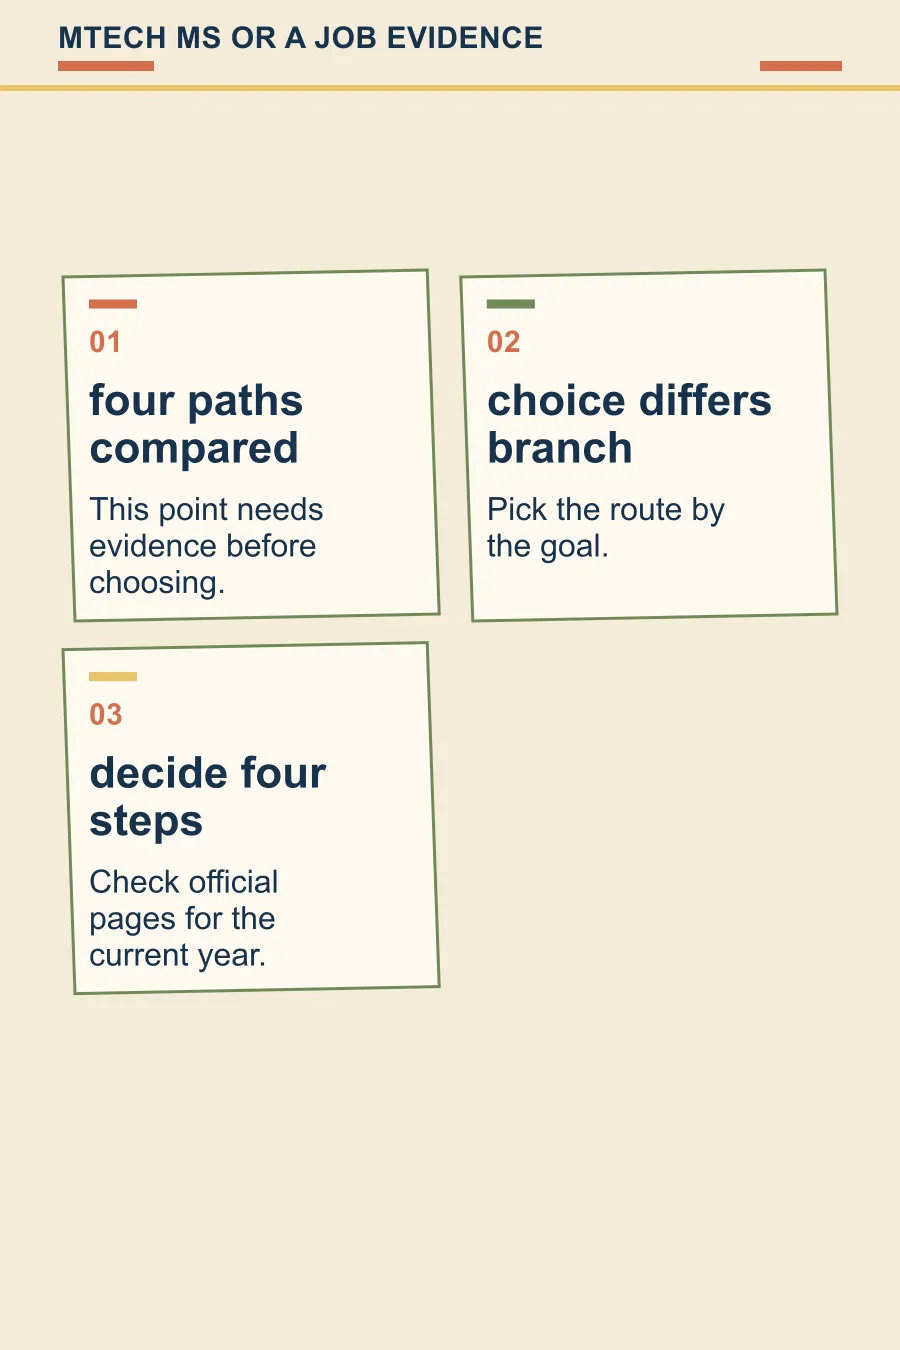 MTECH MS OR A JOB EVIDENCE
01
four paths
compared
This point needs
evidence before
choosing.
02
choice differs
branch
Pick the route by
the goal.
03
decide four
steps
Check official
pages for the
current year.